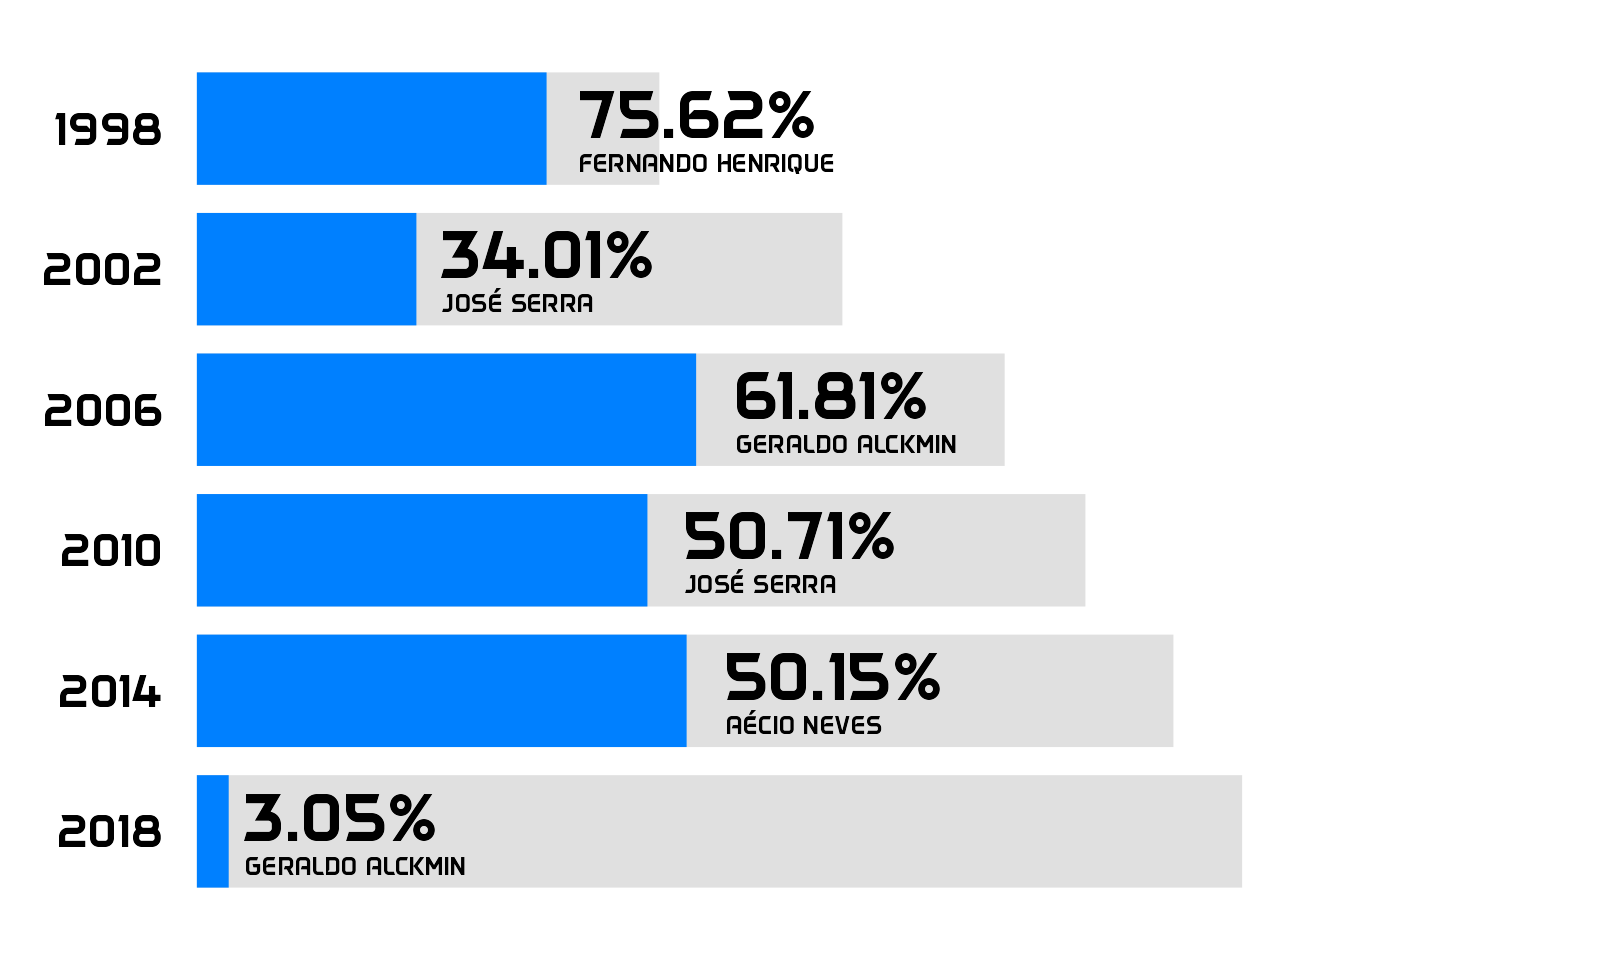 1998
75.62%
FERNANDO HENRIQUE
2002
34.01%
JOSÉ SERRA
2006
61.81%
GERALDO ALCKMIN
2010
50.71%
JOSÉ SERRA
2014
50.15%
AÉCIO NEVES
2018
3.05%
GERALDO ALCKMIN